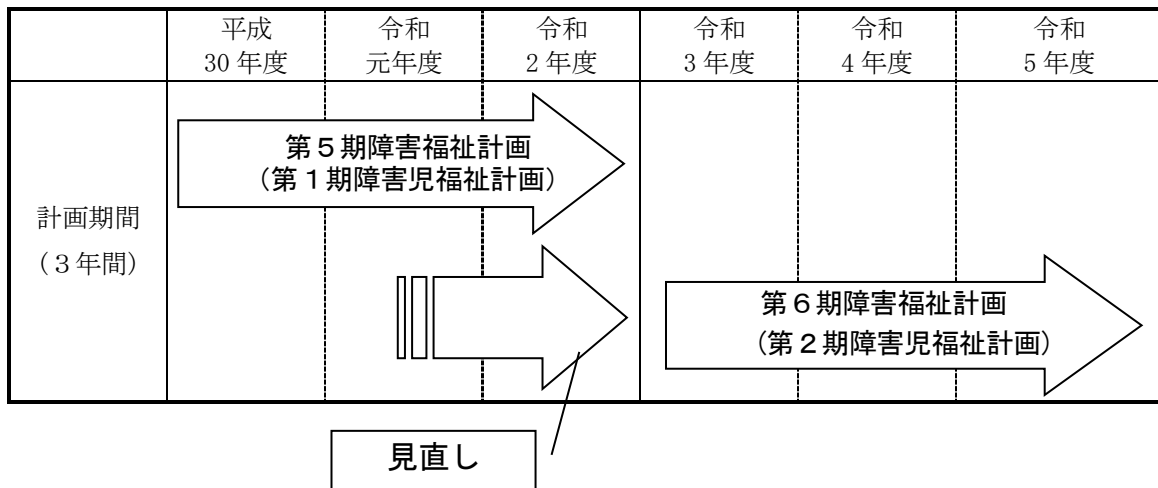 平成
30 年度
令和
元年度
令和
2 年度
令和
3 年度
令和
4 年度
令和
5 年度
計画期間
（３年間）
第５期障害福祉計画
（第１期障害児福祉計画）
第６期障害福祉計画
（第２期障害児福祉計画）
見直し